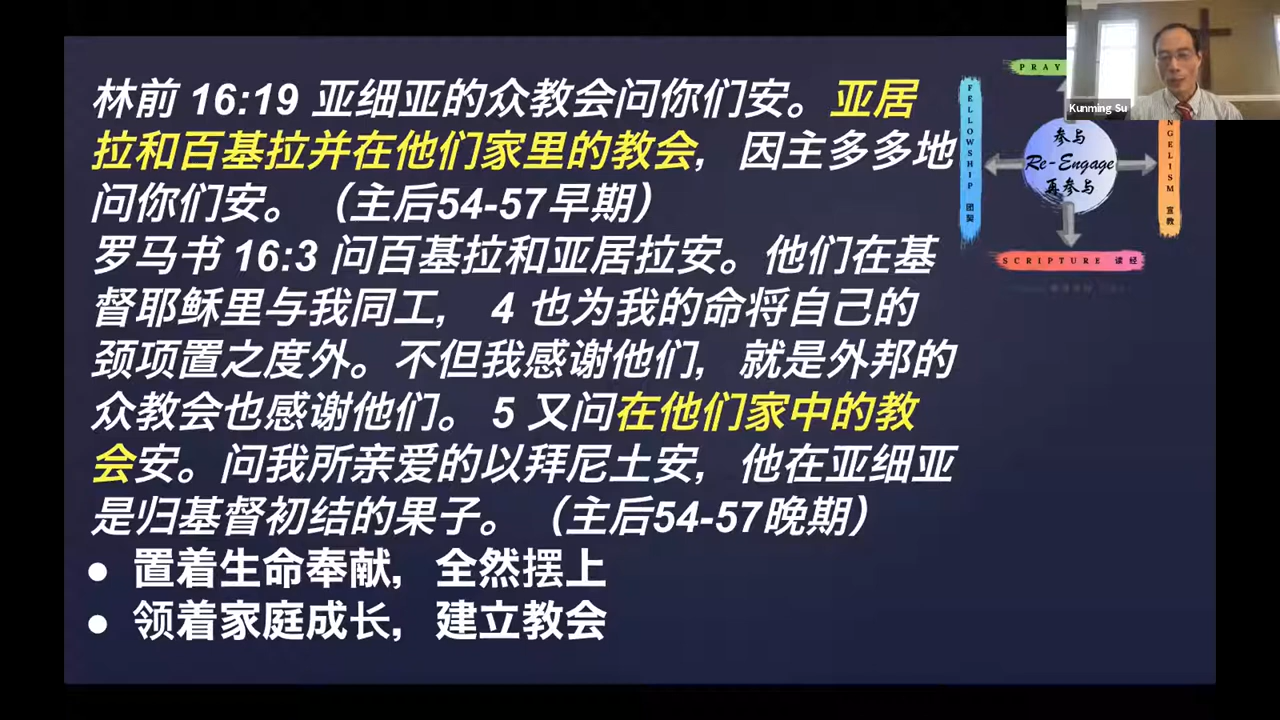 林前 16:19 亚细亚的众教会问你们安。亚居
拉和百基拉并在他们家里的教会，因主多多地
问你们安。（主后54-57早期）
罗马书 16:3 问百基拉和亚居拉安。他们在基
督耶稣里与我同工， 4 也为我的命将自己的
颈项置之度外。不但我感谢他们，就是外邦的
众教会也感谢他们。 5 又问在他们家中的教
会安。问我所亲爱的以拜尼土安，他在亚细亚
是归基督初结的果子。（主后54-57晚期）
● 置着生命奉献，全然摆上
● 领着家庭成长，建立教会
PRAY
FELLOWSHIP 团契
参与
Re-Engage
再参与
NGELISM 宣教
SCRIPTURE 读经
Kunming Su